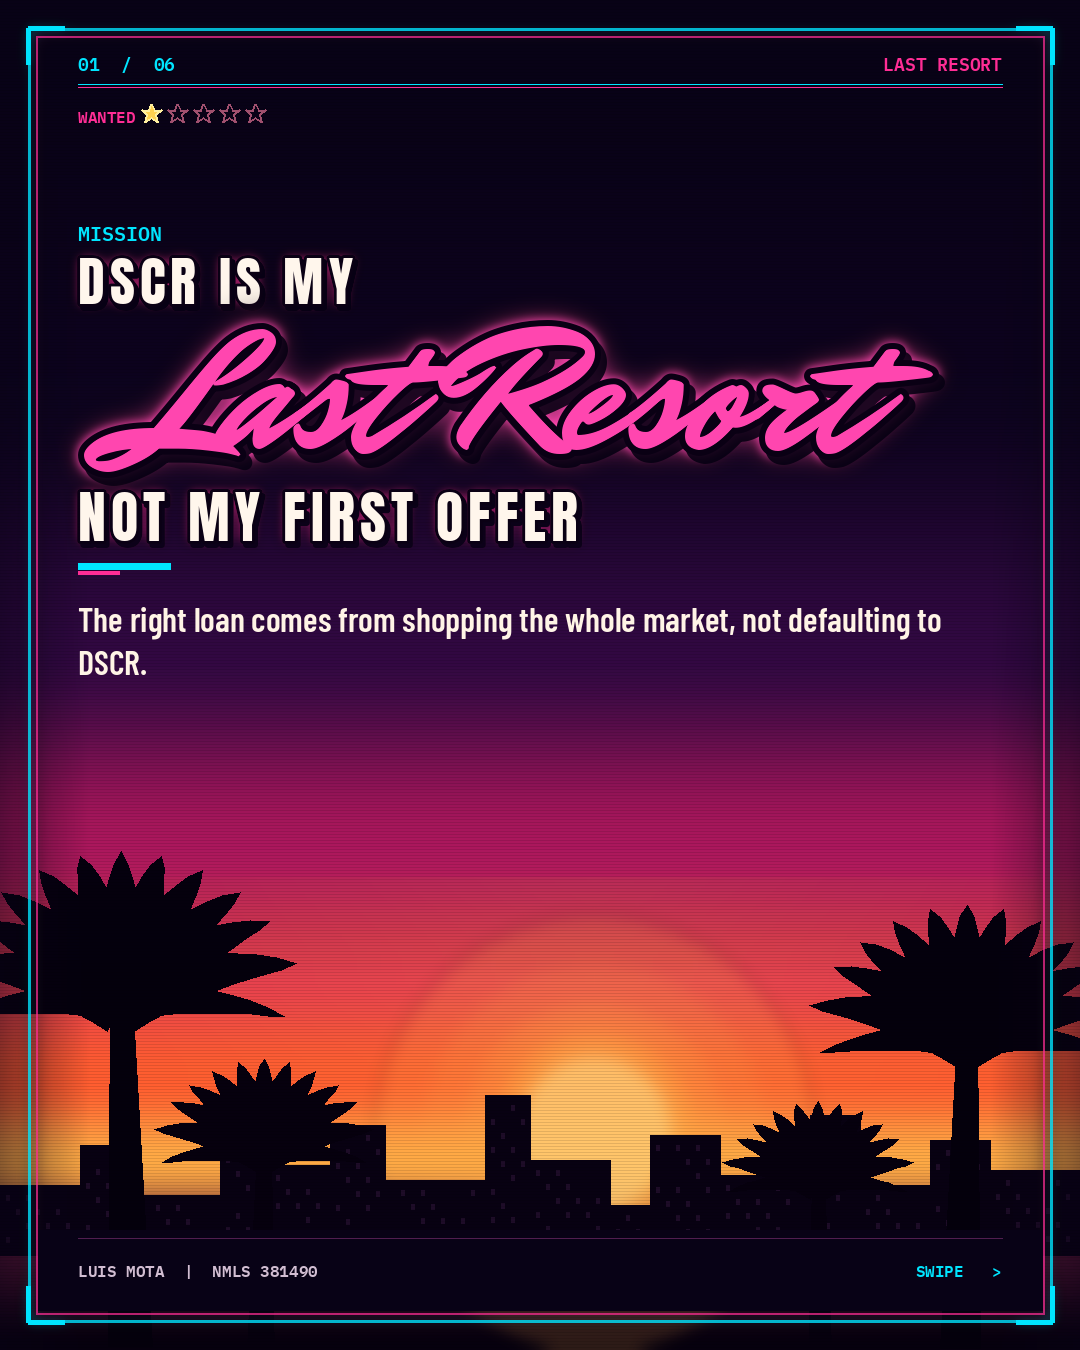 01 / 06
LAST RESORT
WANTED
MISSION
DSCR IS MY
Last Resort
NOT MY FIRST OFFER
The right loan comes from shopping the whole market, not defaulting to
DSCR.
LUIS MOTA | NMLS 381490
SWIPE >